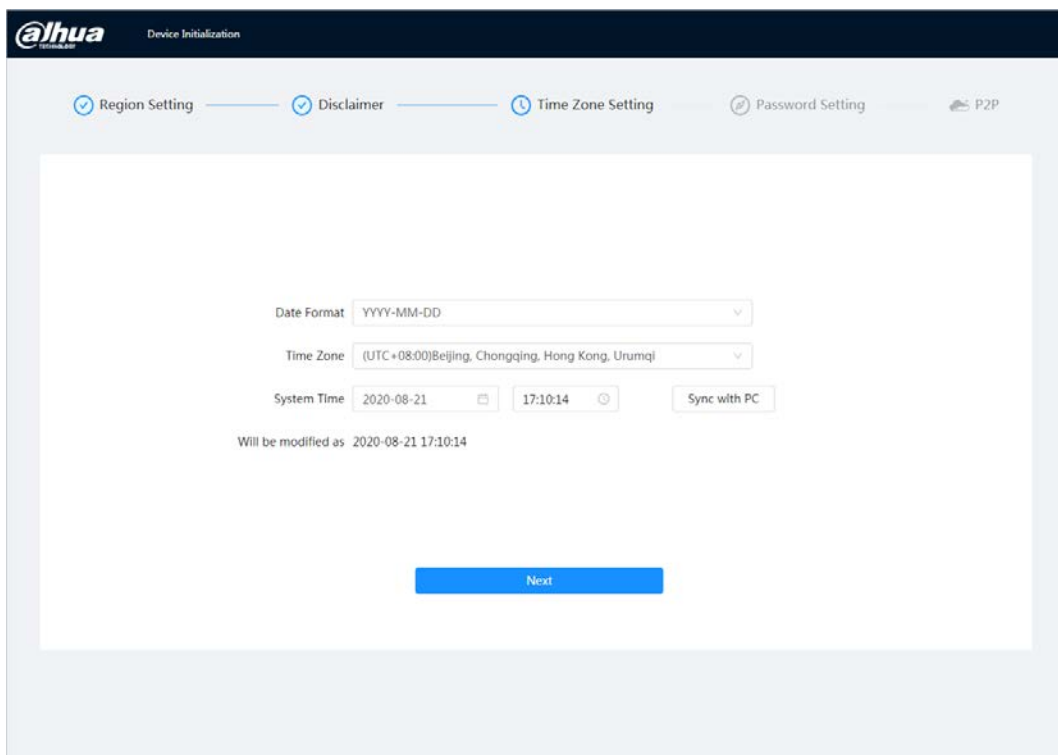 alhua
TECHNOLOGY
Device Initialization
Region Setting
Disclaimer
Time Zone Setting
Password Setting
P2P
Date Format YYYY-MM-DD
Time Zone (UTC+08:00)Beijing, Chongqing, Hong Kong, Urumqi
System Time 2020-08-21 17:10:14 Sync with PC
Will be modified as 2020-08-21 17:10:14
Next